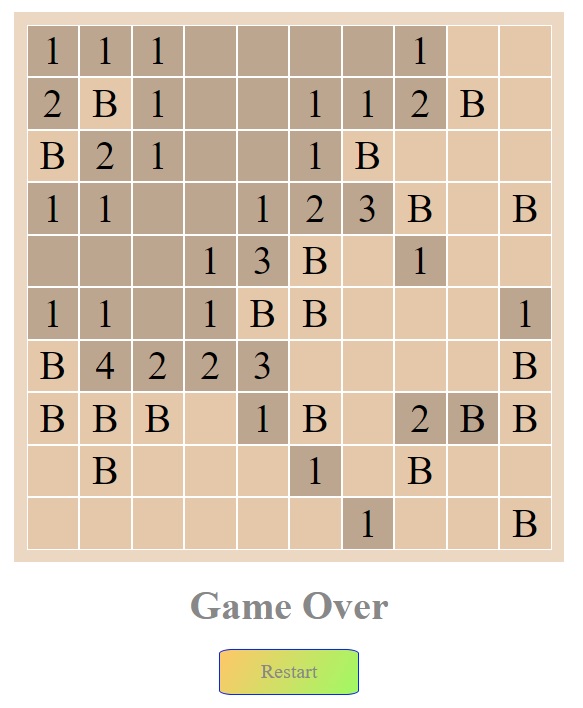 1 1 1 1
2 B 1 1 1 2 B
B 2 1 1 B
1 1 1 2 3 B B
1 3 B 1
1 1 1 B B 1
B 4 2 2 3 B
B B B 1 B 2 B B
B 1 B
1 B
Game Over
Restart